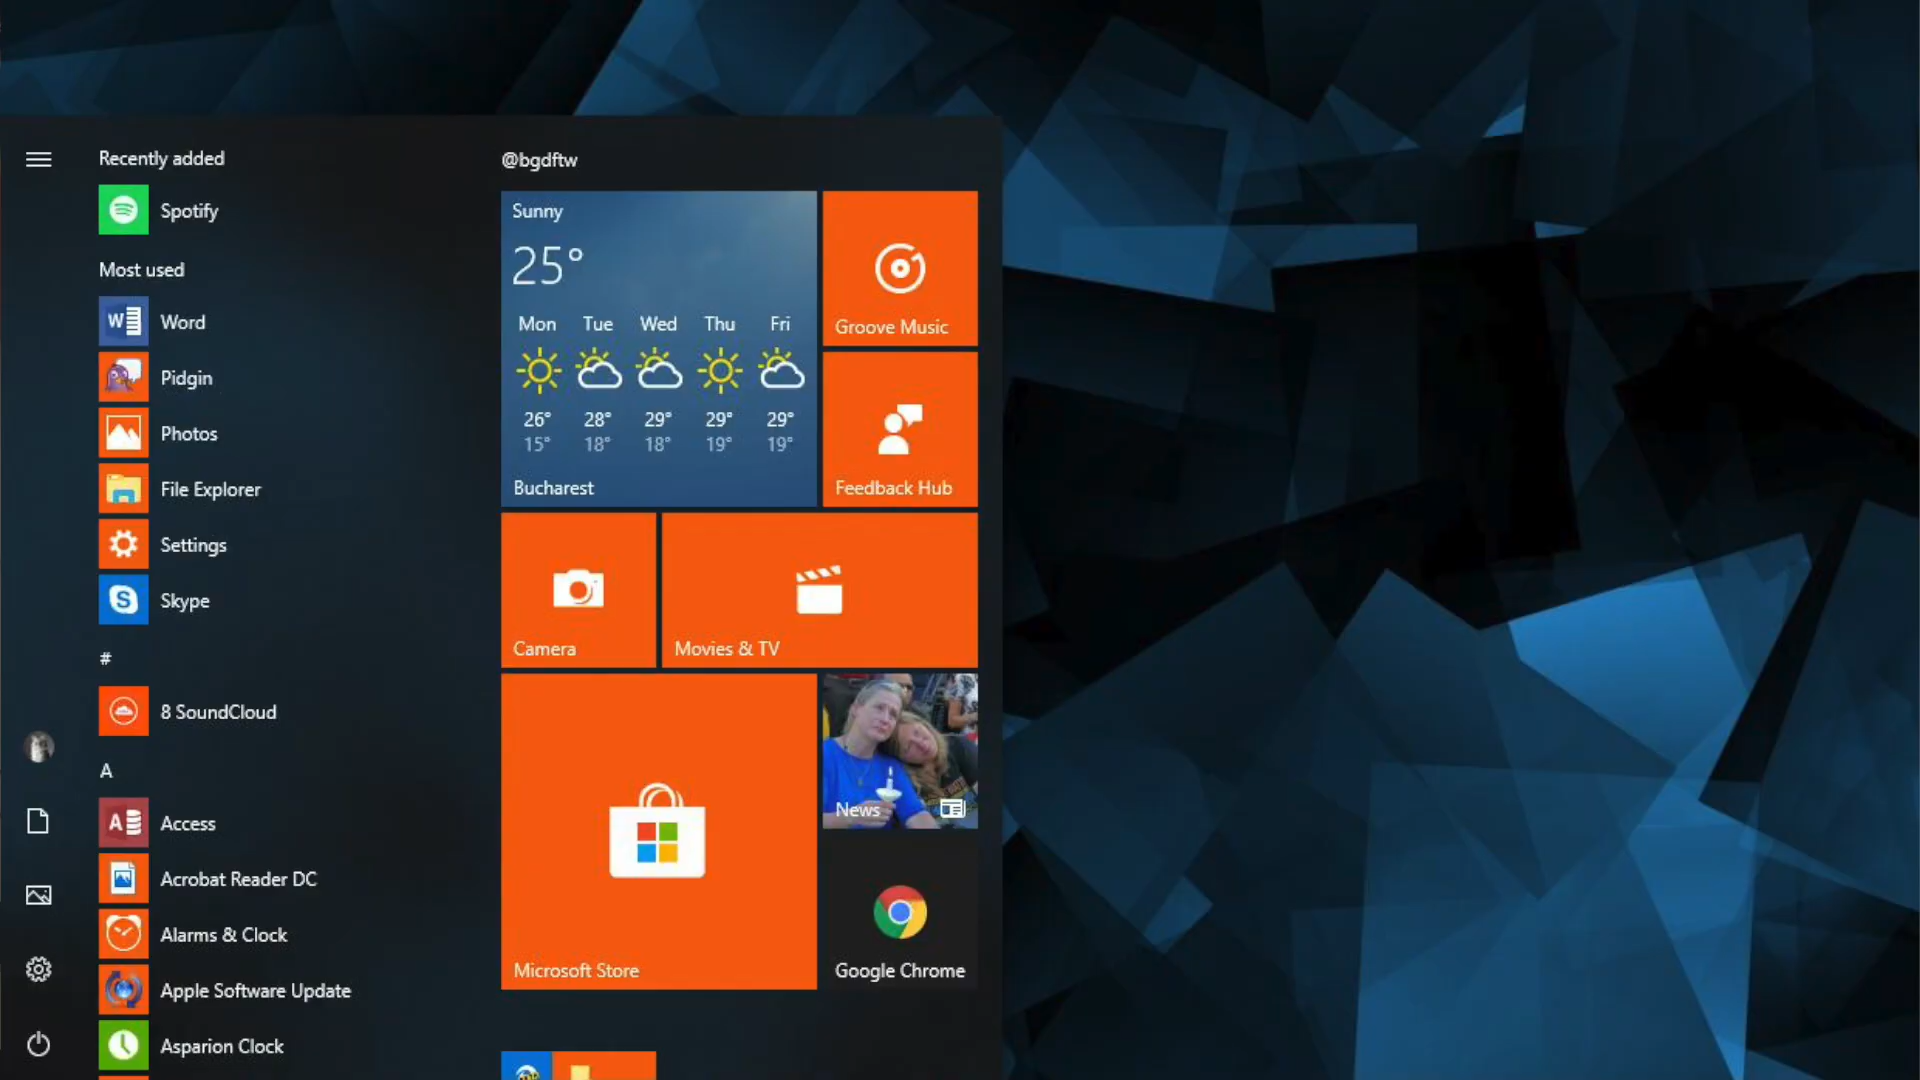 Recently added
Spotify
Most used
Word
Pidgin
Photos
File Explorer
Settings
Skype
#
8 SoundCloud
A
Access
Acrobat Reader DC
Alarms & Clock
Apple Software Update
Asparion Clock
@bgdftw
Sunny
25°
Mon Tue Wed Thu Fri
26° 28° 29° 29° 29°
15° 18° 18° 19° 19°
Bucharest
Groove Music
Feedback Hub
Camera
Movies & TV
Microsoft Store
News
Google Chrome